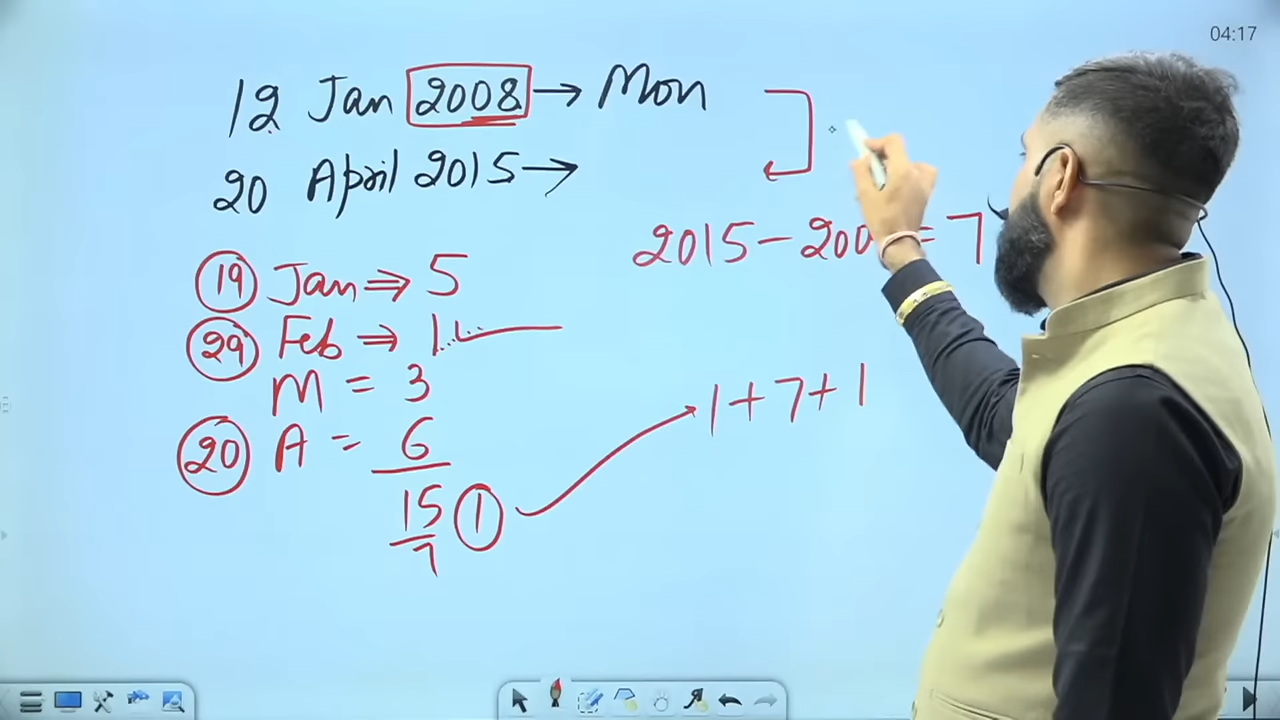 04:17
12 Jan 2008 → Mon
20 April 2015 →
2015 - 200 = 7
19 Jan ⇒ 5
29 Feb ⇒ 1
M = 3
20 A = 6
15 1
7
1 + 7 + 1